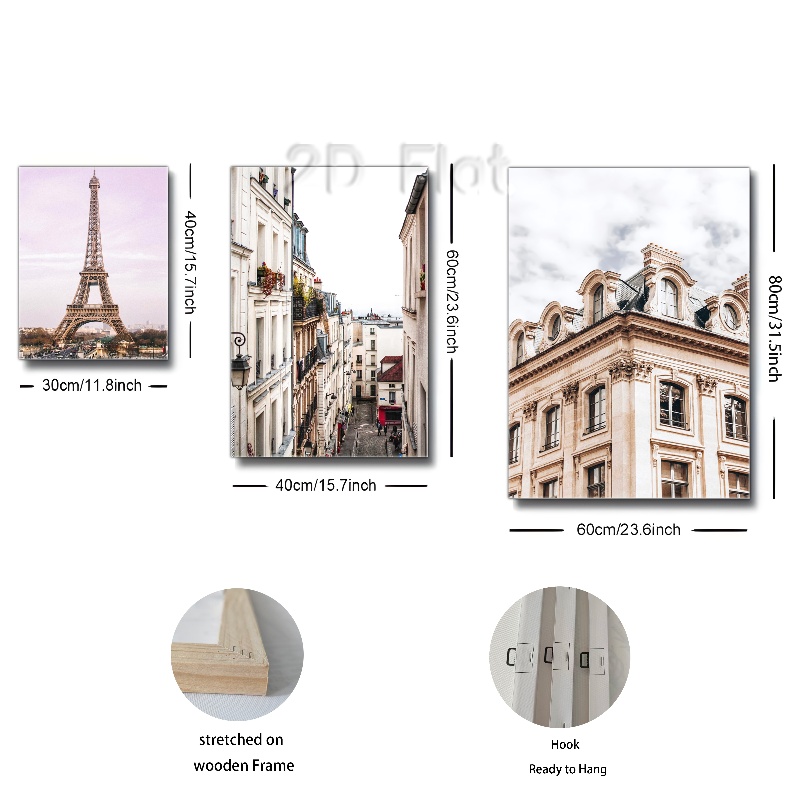 2D Flat
40cm/15.7inch
30cm/11.8inch
60cm/23.6inch
40cm/15.7inch
80cm/31.5inch
60cm/23.6inch
stretched on
wooden Frame
Hook
Ready to Hang